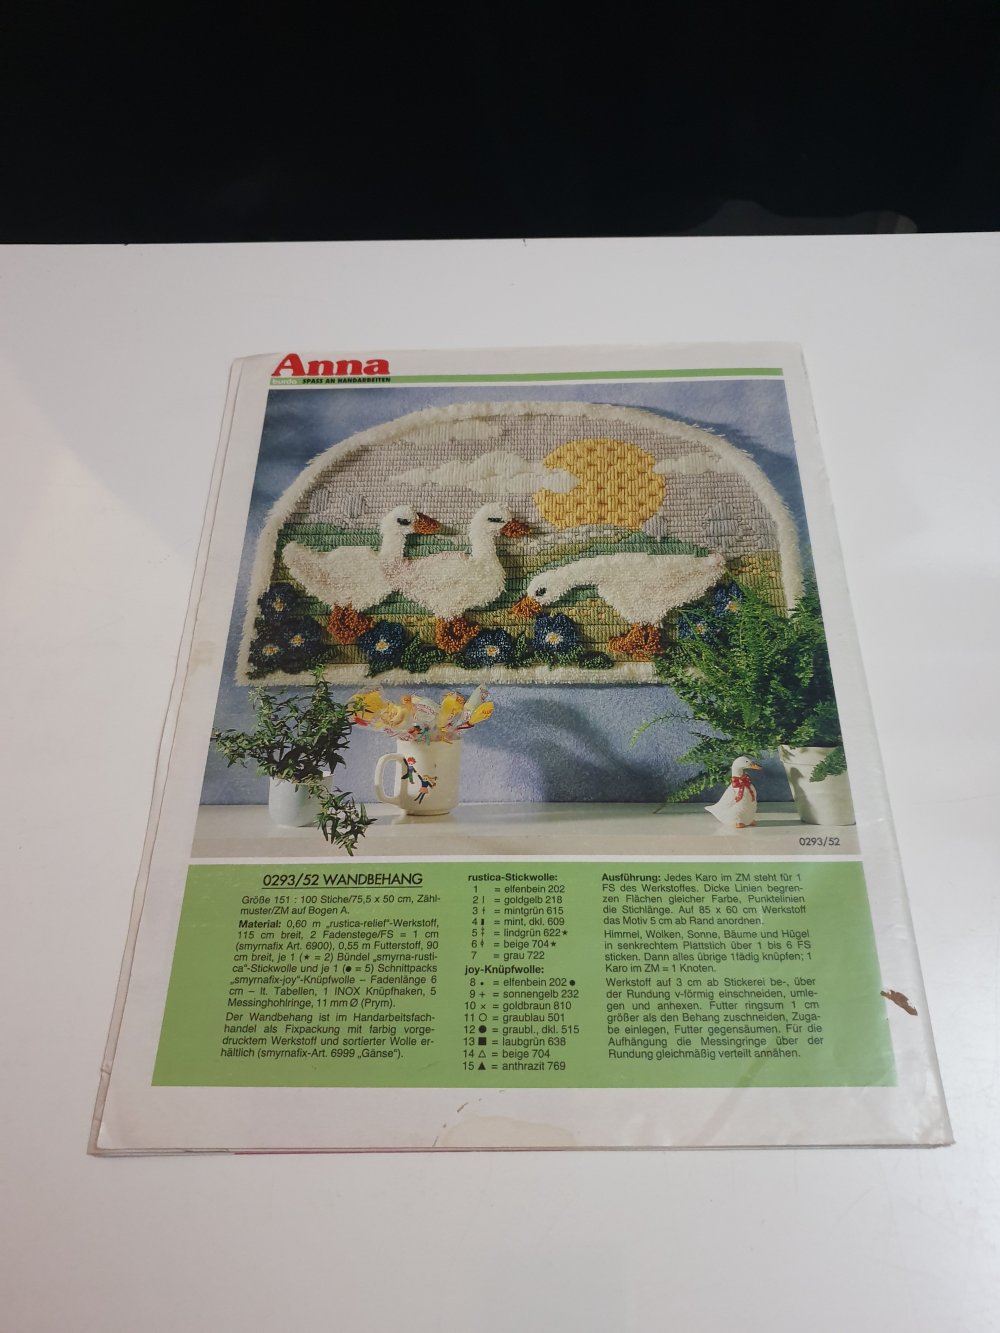 Anna
burda SPASS AN HANDARBEITEN
0293/52
0293/52 WANDBEHANG
Größe 151 : 100 Stiche/75,5 x 50 cm, Zähl-
muster/ZM auf Bogen A.
Material: 0,60 m „rustica-relief"-Werkstoff,
115 cm breit, 2 Fadenstege/FS = 1 cm
(smyrnafix Art. 6900), 0,55 m Futterstoff, 90
cm breit, je 1 (★ = 2) Bündel „smyrna-rusti-
ca"-Stickwolle und je 1 (● = 5) Schnittpacks
„smyrnafix-joy"-Knüpfwolle – Fadenlänge 6
cm – lt. Tabellen, 1 INOX Knüpfhaken, 5
Messinghohlringe, 11 mm Ø (Prym).
Der Wandbehang ist im Handarbeitsfach-
handel als Fixpackung mit farbig vorge-
drucktem Werkstoff und sortierter Wolle er-
hältlich (smyrnafix-Art. 6999 „Gänse").
rustica-Stickwolle:
1 = elfenbein 202
2 = goldgelb 218
3 = mintgrün 615
4 = mint, dkl. 609
5 = lindgrün 622★
6 = beige 704★
7 = grau 722
joy-Knüpfwolle:
8 • = elfenbein 202 ●
9 + = sonnengelb 232
10 × = goldbraun 810
11 ○ = graublau 501
12 ● = graubl., dkl. 515
13 ■ = laubgrün 638
14 △ = beige 704
15 ▲ = anthrazit 769
Ausführung: Jedes Karo im ZM steht für 1
FS des Werkstoffes. Dicke Linien begren-
zen Flächen gleicher Farbe, Punktelinien
die Stichlänge. Auf 85 x 60 cm Werkstoff
das Motiv 5 cm ab Rand anordnen.
Himmel, Wolken, Sonne, Bäume und Hügel
in senkrechtem Plattstich über 1 bis 6 FS
sticken. Dann alles übrige 1fädig knüpfen; 1
Karo im ZM = 1 Knoten.
Werkstoff auf 3 cm ab Stickerei be-, über
der Rundung v-förmig einschneiden, umle-
gen und anhexen. Futter ringsum 1 cm
größer als den Behang zuschneiden, Zuga-
be einlegen, Futter gegensäumen. Für die
Aufhängung die Messingringe über der
Rundung gleichmäßig verteilt annähen.